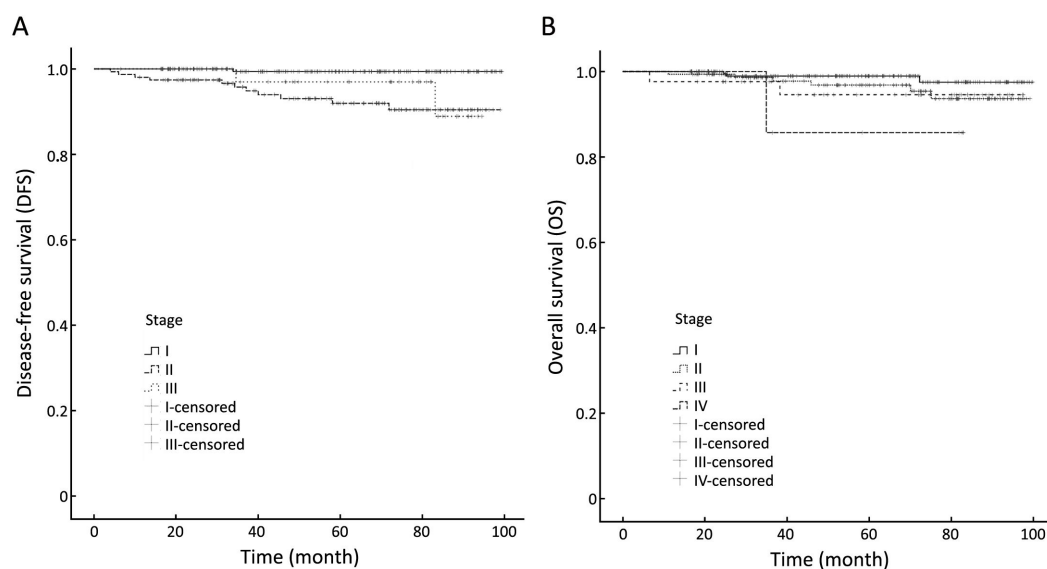 A
Disease-free survival (DFS)
1.0
0.8
0.6
0.4
0.2
0
Stage
I
II
III
I-censored
II-censored
III-censored
0 20 40 60 80 100
Time (month)
B
Overall survival (OS)
1.0
0.8
0.6
0.4
0.2
0
Stage
I
II
III
IV
I-censored
II-censored
III-censored
IV-censored
0 20 40 60 80 100
Time (month)